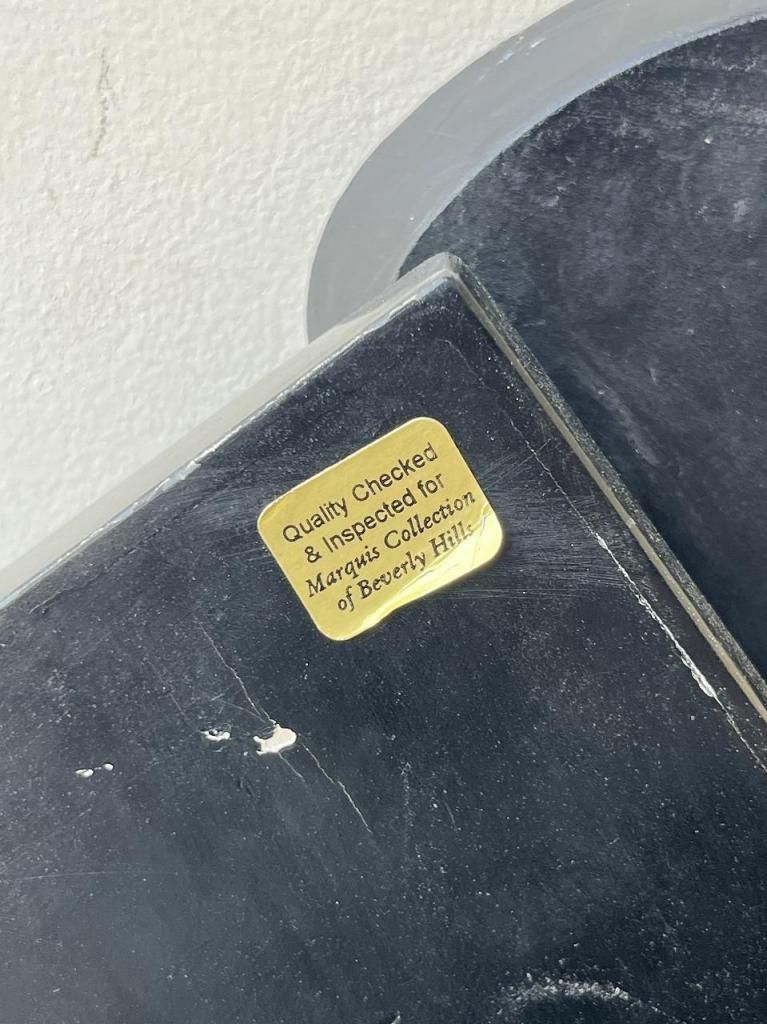 Quality Checked
& Inspected for
Marquis Collection
of Beverly Hills